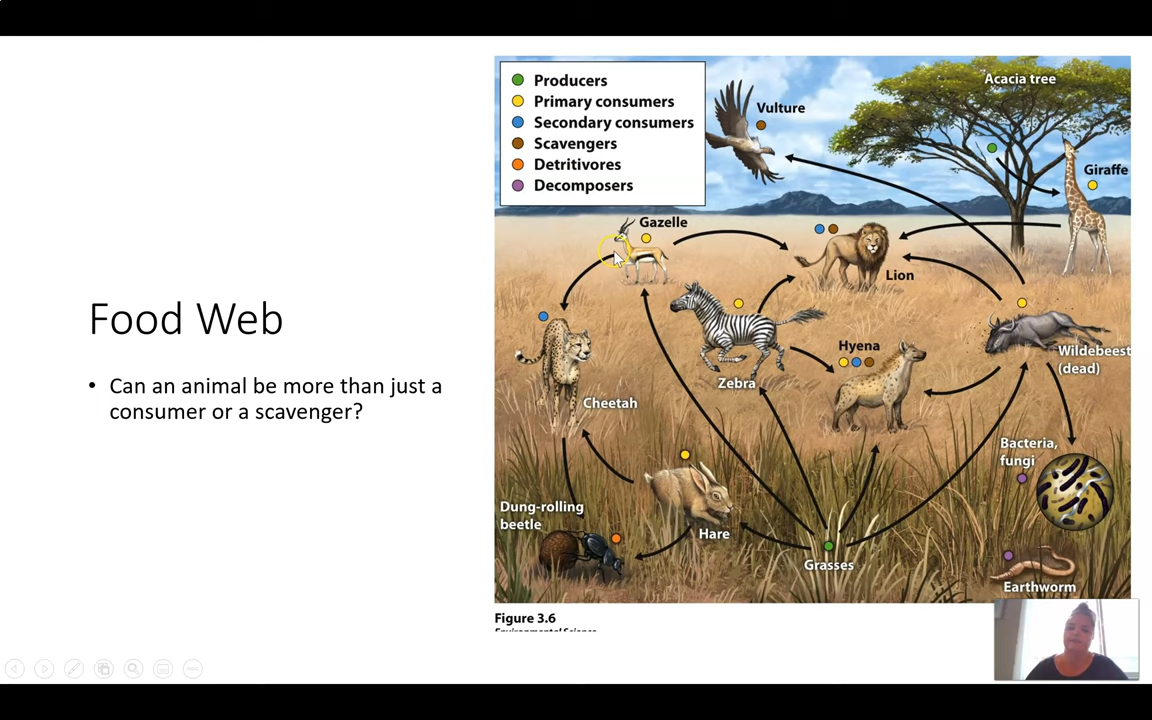 Food Web
• Can an animal be more than just a
consumer or a scavenger?
Producers
Primary consumers
Secondary consumers
Scavengers
Detritivores
Decomposers
Vulture
Acacia tree
Giraffe
Gazelle
Lion
Hyena
Wildebeest
(dead)
Zebra
Cheetah
Bacteria,
fungi
Dung-rolling
beetle
Hare
Grasses
Earthworm
Figure 3.6
Environmental Science